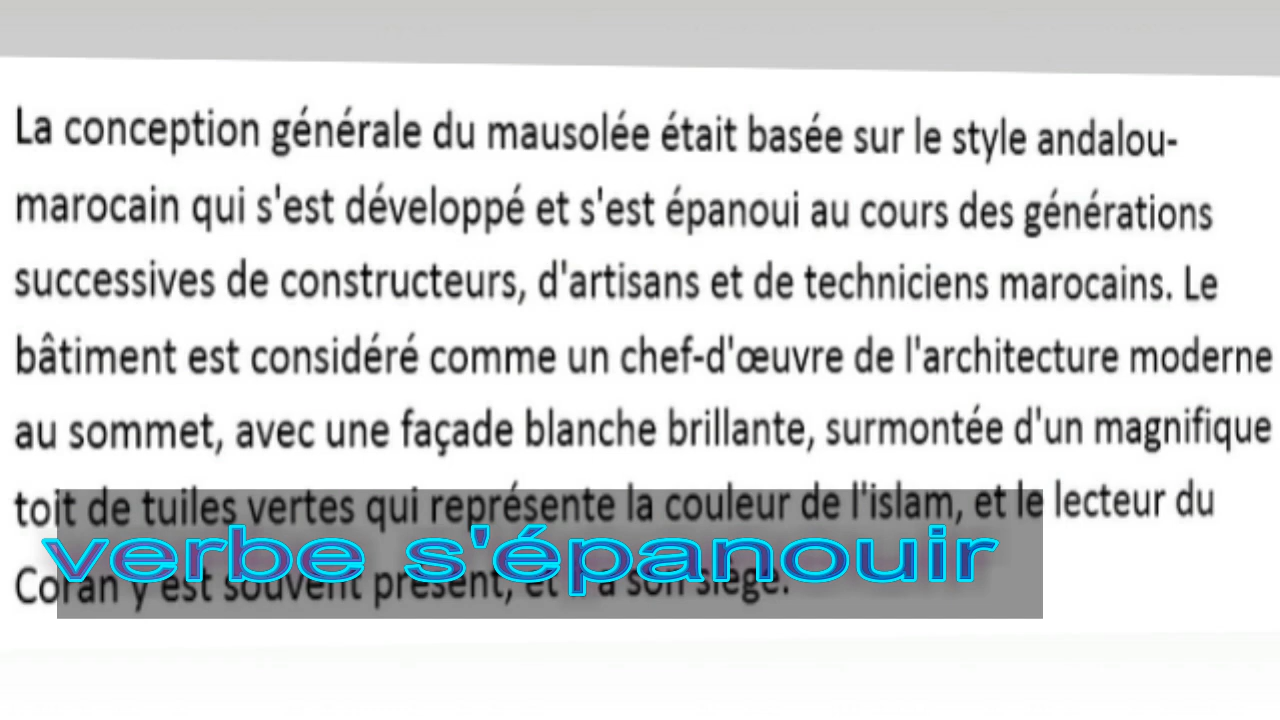 La conception générale du mausolée était basée sur le style andalou-
marocain qui s'est développé et s'est épanoui au cours des générations
successives de constructeurs, d'artisans et de techniciens marocains. Le
bâtiment est considéré comme un chef-d'œuvre de l'architecture moderne
au sommet, avec une façade blanche brillante, surmontée d'un magnifique
toit de tuiles vertes qui représente la couleur de l'islam, et le lecteur du
Coran y est souvent présent, et a son siège.
verbe s'épanouir